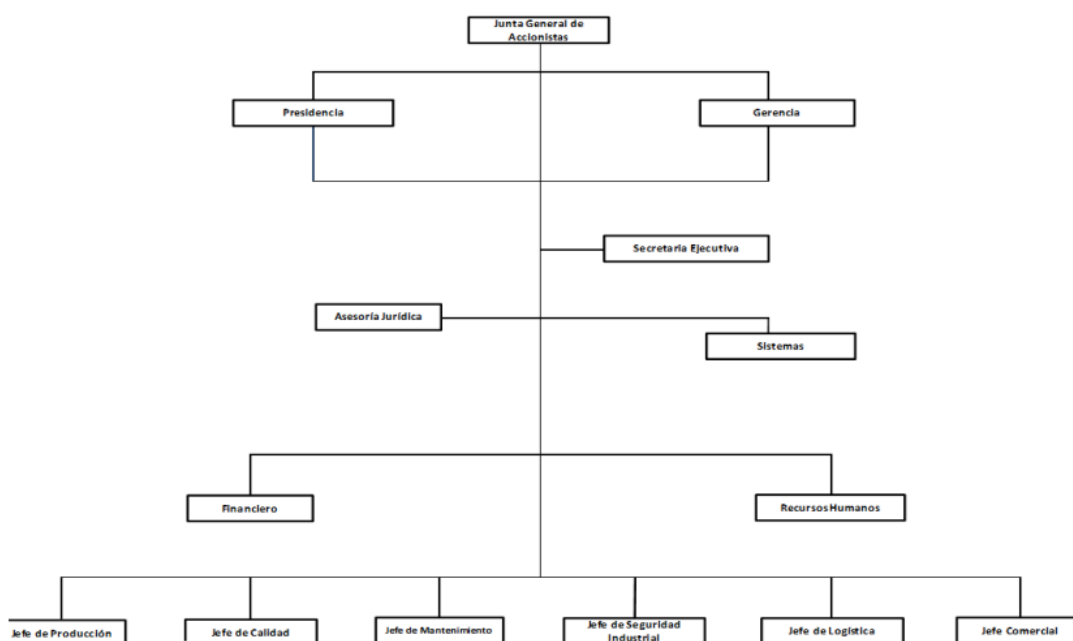 Junta General de
Accionistas
Presidencia
Gerencia
Secretaria Ejecutiva
Asesoría Jurídica
Sistemas
Financiero
Recursos Humanos
Jefe de Producción
Jefe de Calidad
Jefe de Mantenimiento
Jefe de Seguridad
Industrial
Jefe de Logística
Jefe Comercial